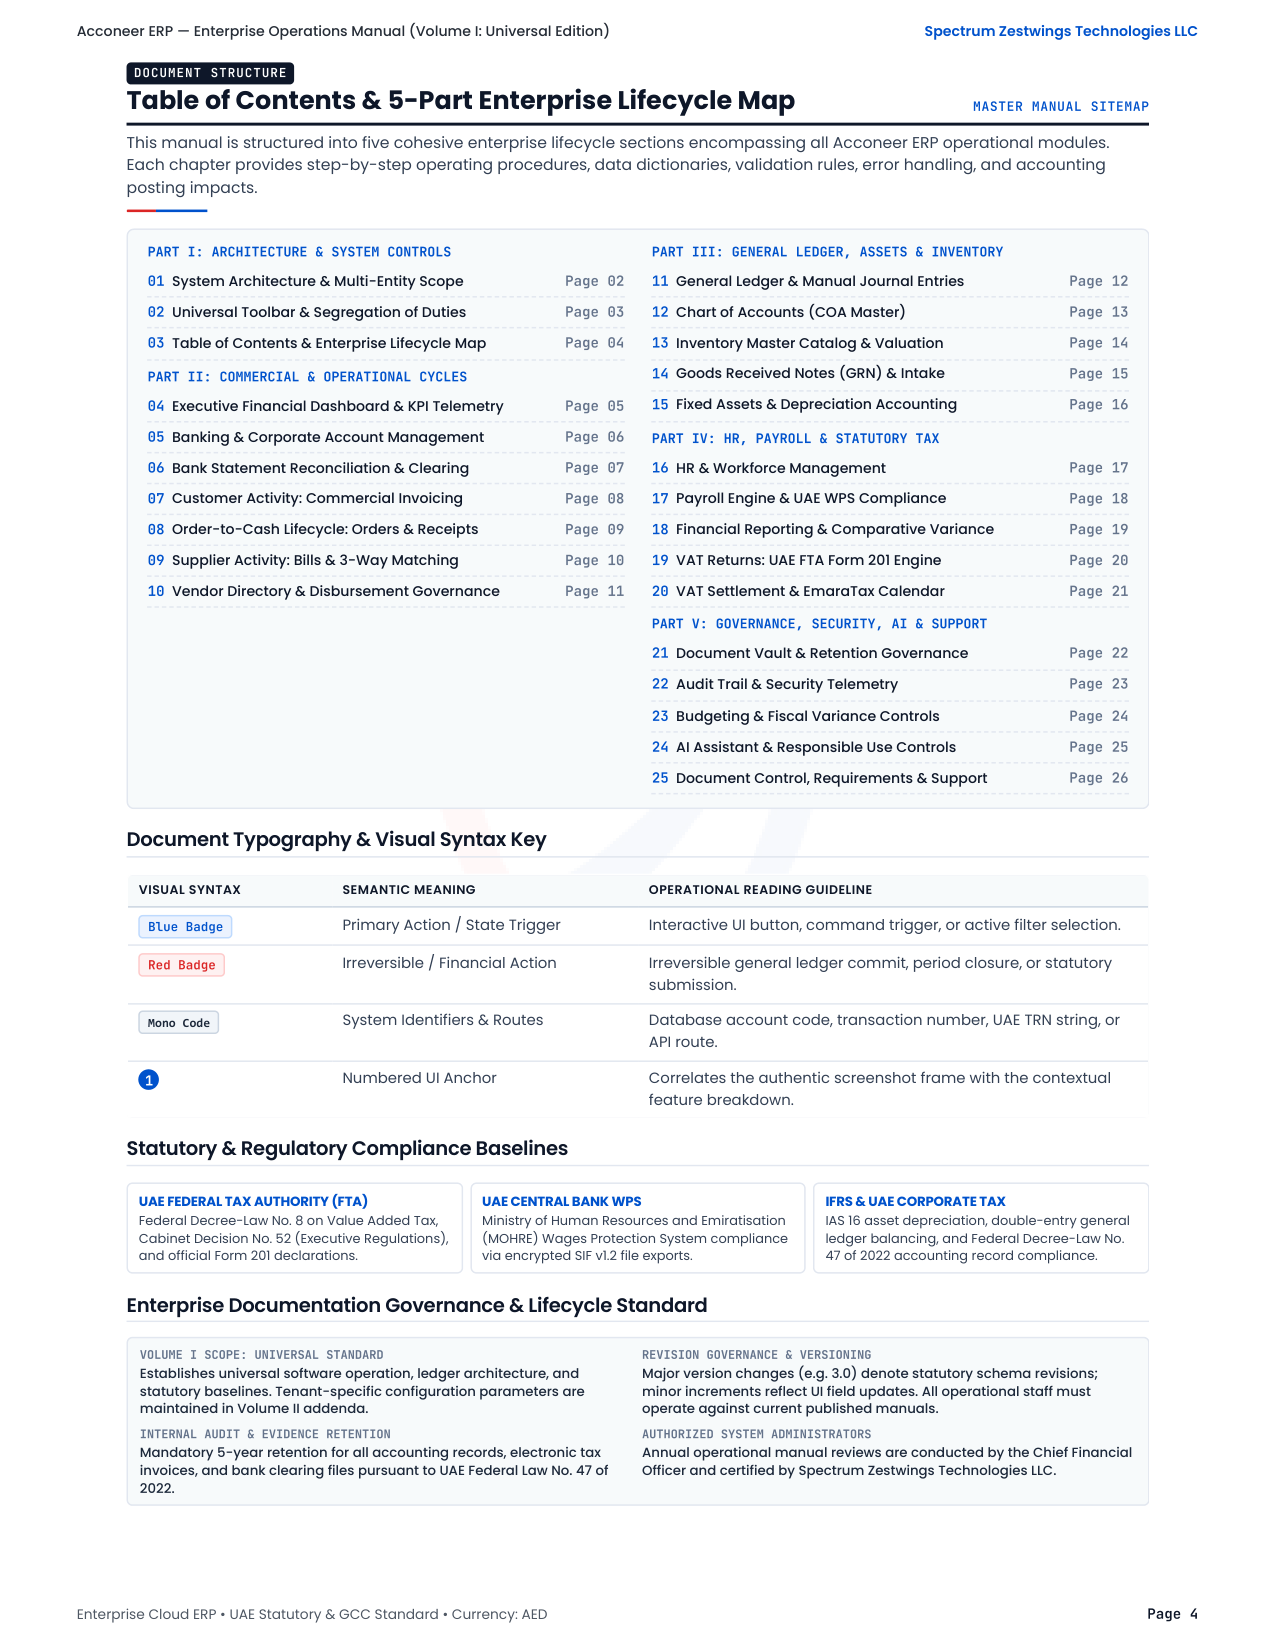 Acconeer ERP — Enterprise Operations Manual (Volume I: Universal Edition)
Spectrum Zestwings Technologies LLC
DOCUMENT STRUCTURE
Table of Contents & 5-Part Enterprise Lifecycle Map
MASTER MANUAL SITEMAP
This manual is structured into five cohesive enterprise lifecycle sections encompassing all Acconeer ERP operational modules.
Each chapter provides step-by-step operating procedures, data dictionaries, validation rules, error handling, and accounting
posting impacts.
PART I: ARCHITECTURE & SYSTEM CONTROLS
01 System Architecture & Multi-Entity Scope Page 02
02 Universal Toolbar & Segregation of Duties Page 03
03 Table of Contents & Enterprise Lifecycle Map Page 04
PART II: COMMERCIAL & OPERATIONAL CYCLES
04 Executive Financial Dashboard & KPI Telemetry Page 05
05 Banking & Corporate Account Management Page 06
06 Bank Statement Reconciliation & Clearing Page 07
07 Customer Activity: Commercial Invoicing Page 08
08 Order-to-Cash Lifecycle: Orders & Receipts Page 09
09 Supplier Activity: Bills & 3-Way Matching Page 10
10 Vendor Directory & Disbursement Governance Page 11
PART III: GENERAL LEDGER, ASSETS & INVENTORY
11 General Ledger & Manual Journal Entries Page 12
12 Chart of Accounts (COA Master) Page 13
13 Inventory Master Catalog & Valuation Page 14
14 Goods Received Notes (GRN) & Intake Page 15
15 Fixed Assets & Depreciation Accounting Page 16
PART IV: HR, PAYROLL & STATUTORY TAX
16 HR & Workforce Management Page 17
17 Payroll Engine & UAE WPS Compliance Page 18
18 Financial Reporting & Comparative Variance Page 19
19 VAT Returns: UAE FTA Form 201 Engine Page 20
20 VAT Settlement & EmaraTax Calendar Page 21
PART V: GOVERNANCE, SECURITY, AI & SUPPORT
21 Document Vault & Retention Governance Page 22
22 Audit Trail & Security Telemetry Page 23
23 Budgeting & Fiscal Variance Controls Page 24
24 AI Assistant & Responsible Use Controls Page 25
25 Document Control, Requirements & Support Page 26
Document Typography & Visual Syntax Key
VISUAL SYNTAX SEMANTIC MEANING OPERATIONAL READING GUIDELINE
Blue Badge Primary Action / State Trigger Interactive UI button, command trigger, or active filter selection.
Red Badge Irreversible / Financial Action Irreversible general ledger commit, period closure, or statutory
submission.
Mono Code System Identifiers & Routes Database account code, transaction number, UAE TRN string, or
API route.
1 Numbered UI Anchor Correlates the authentic screenshot frame with the contextual
feature breakdown.
Statutory & Regulatory Compliance Baselines
UAE FEDERAL TAX AUTHORITY (FTA)
Federal Decree-Law No. 8 on Value Added Tax,
Cabinet Decision No. 52 (Executive Regulations),
and official Form 201 declarations.
UAE CENTRAL BANK WPS
Ministry of Human Resources and Emiratisation
(MOHRE) Wages Protection System compliance
via encrypted SIF v1.2 file exports.
IFRS & UAE CORPORATE TAX
IAS 16 asset depreciation, double-entry general
ledger balancing, and Federal Decree-Law No.
47 of 2022 accounting record compliance.
Enterprise Documentation Governance & Lifecycle Standard
VOLUME I SCOPE: UNIVERSAL STANDARD
Establishes universal software operation, ledger architecture, and
statutory baselines. Tenant-specific configuration parameters are
maintained in Volume II addenda.
REVISION GOVERNANCE & VERSIONING
Major version changes (e.g. 3.0) denote statutory schema revisions;
minor increments reflect UI field updates. All operational staff must
operate against current published manuals.
INTERNAL AUDIT & EVIDENCE RETENTION
Mandatory 5-year retention for all accounting records, electronic tax
invoices, and bank clearing files pursuant to UAE Federal Law No. 47 of
2022.
AUTHORIZED SYSTEM ADMINISTRATORS
Annual operational manual reviews are conducted by the Chief Financial
Officer and certified by Spectrum Zestwings Technologies LLC.
Enterprise Cloud ERP • UAE Statutory & GCC Standard • Currency: AED
Page 4